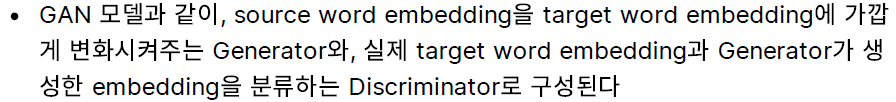 • GAN 모델과 같이, source word embedding을 target word embedding에 가깝
게 변화시켜주는 Generator와, 실제 target word embedding과 Generator가 생
성한 embedding을 분류하는 Discriminator로 구성된다